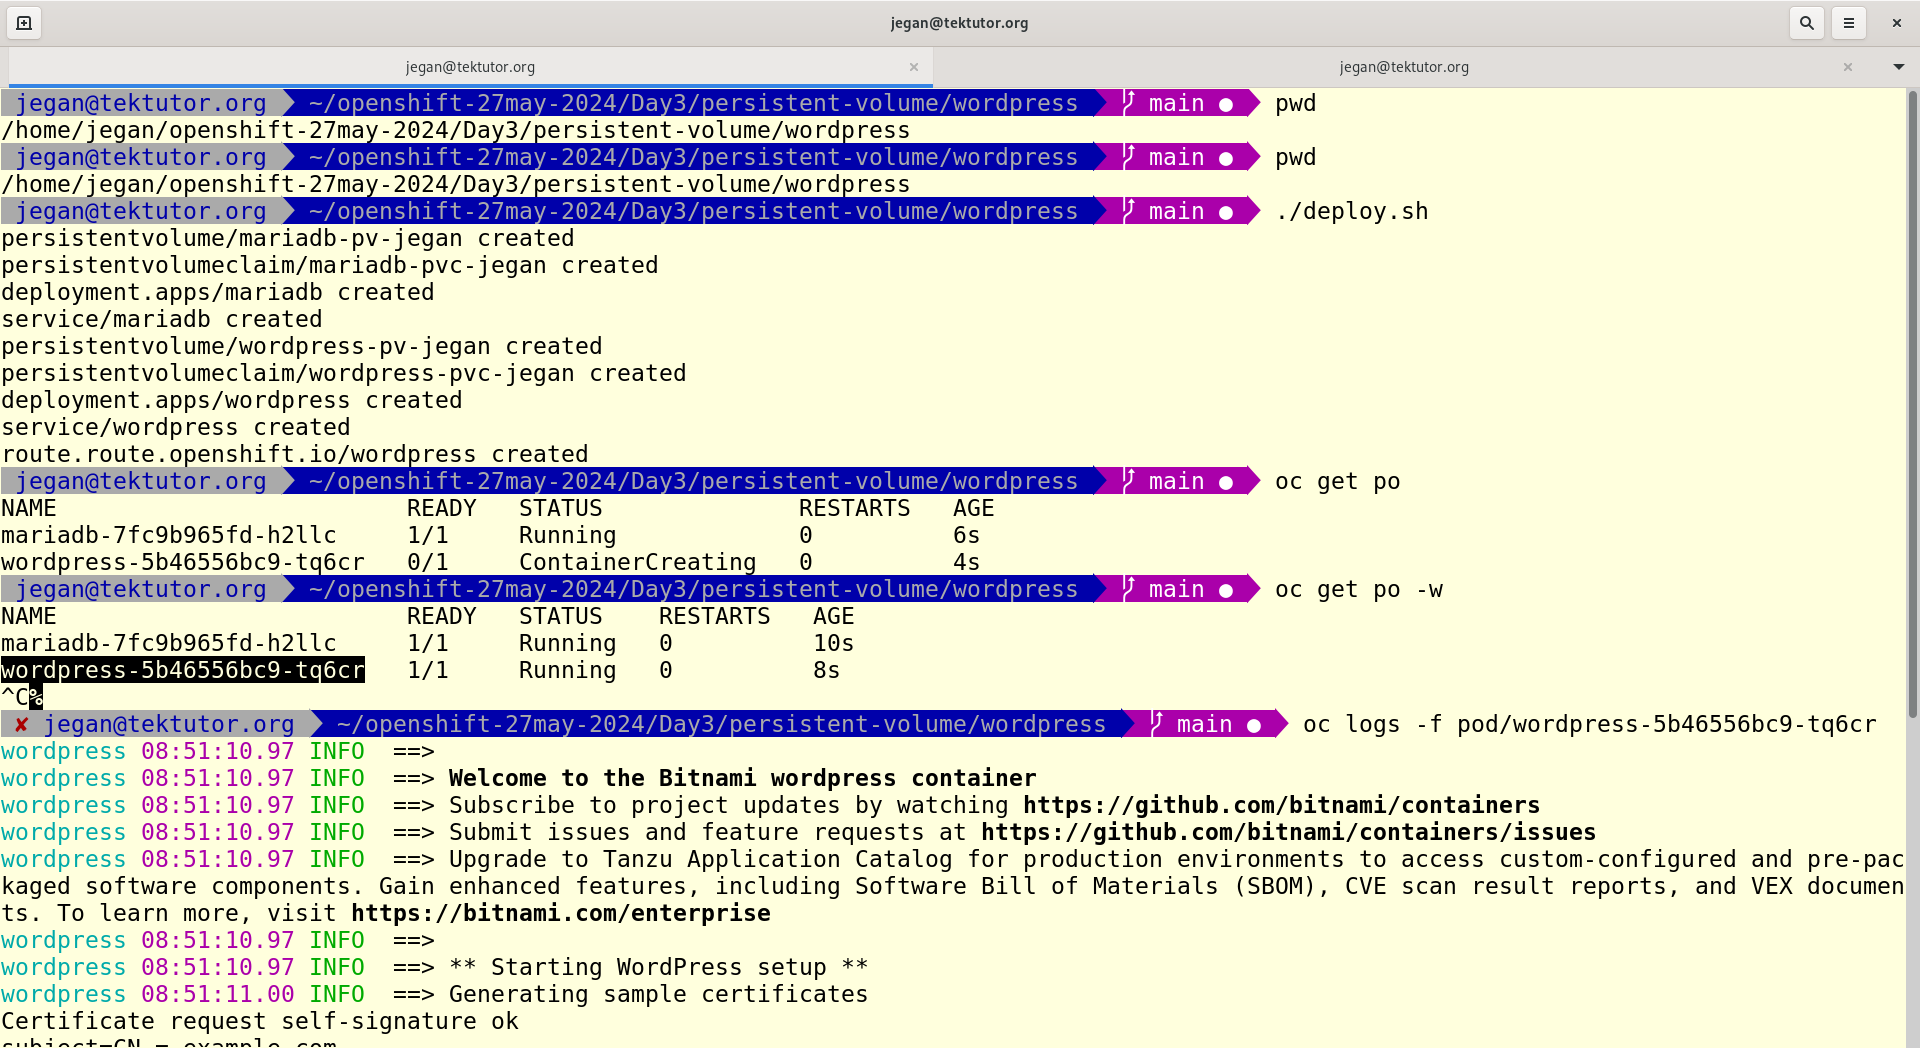 jegan@tektutor.org
jegan@tektutor.org
jegan@tektutor.org
jegan@tektutor.org ~/openshift-27may-2024/Day3/persistent-volume/wordpress main ● pwd
/home/jegan/openshift-27may-2024/Day3/persistent-volume/wordpress
jegan@tektutor.org ~/openshift-27may-2024/Day3/persistent-volume/wordpress main ● pwd
/home/jegan/openshift-27may-2024/Day3/persistent-volume/wordpress
jegan@tektutor.org ~/openshift-27may-2024/Day3/persistent-volume/wordpress main ● ./deploy.sh
persistentvolume/mariadb-pv-jegan created
persistentvolumeclaim/mariadb-pvc-jegan created
deployment.apps/mariadb created
service/mariadb created
persistentvolume/wordpress-pv-jegan created
persistentvolumeclaim/wordpress-pvc-jegan created
deployment.apps/wordpress created
service/wordpress created
route.route.openshift.io/wordpress created
jegan@tektutor.org ~/openshift-27may-2024/Day3/persistent-volume/wordpress main ● oc get po
NAME READY STATUS RESTARTS AGE
mariadb-7fc9b965fd-h2llc 1/1 Running 0 6s
wordpress-5b46556bc9-tq6cr 0/1 ContainerCreating 0 4s
jegan@tektutor.org ~/openshift-27may-2024/Day3/persistent-volume/wordpress main ● oc get po -w
NAME READY STATUS RESTARTS AGE
mariadb-7fc9b965fd-h2llc 1/1 Running 0 10s
wordpress-5b46556bc9-tq6cr 1/1 Running 0 8s
^C%
✘ jegan@tektutor.org ~/openshift-27may-2024/Day3/persistent-volume/wordpress main ● oc logs -f pod/wordpress-5b46556bc9-tq6cr
wordpress 08:51:10.97 INFO ==>
wordpress 08:51:10.97 INFO ==> Welcome to the Bitnami wordpress container
wordpress 08:51:10.97 INFO ==> Subscribe to project updates by watching https://github.com/bitnami/containers
wordpress 08:51:10.97 INFO ==> Submit issues and feature requests at https://github.com/bitnami/containers/issues
wordpress 08:51:10.97 INFO ==> Upgrade to Tanzu Application Catalog for production environments to access custom-configured and pre-pac
kaged software components. Gain enhanced features, including Software Bill of Materials (SBOM), CVE scan result reports, and VEX documen
ts. To learn more, visit https://bitnami.com/enterprise
wordpress 08:51:10.97 INFO ==>
wordpress 08:51:10.97 INFO ==> ** Starting WordPress setup **
wordpress 08:51:11.00 INFO ==> Generating sample certificates
Certificate request self-signature ok
subject=CN = example.com